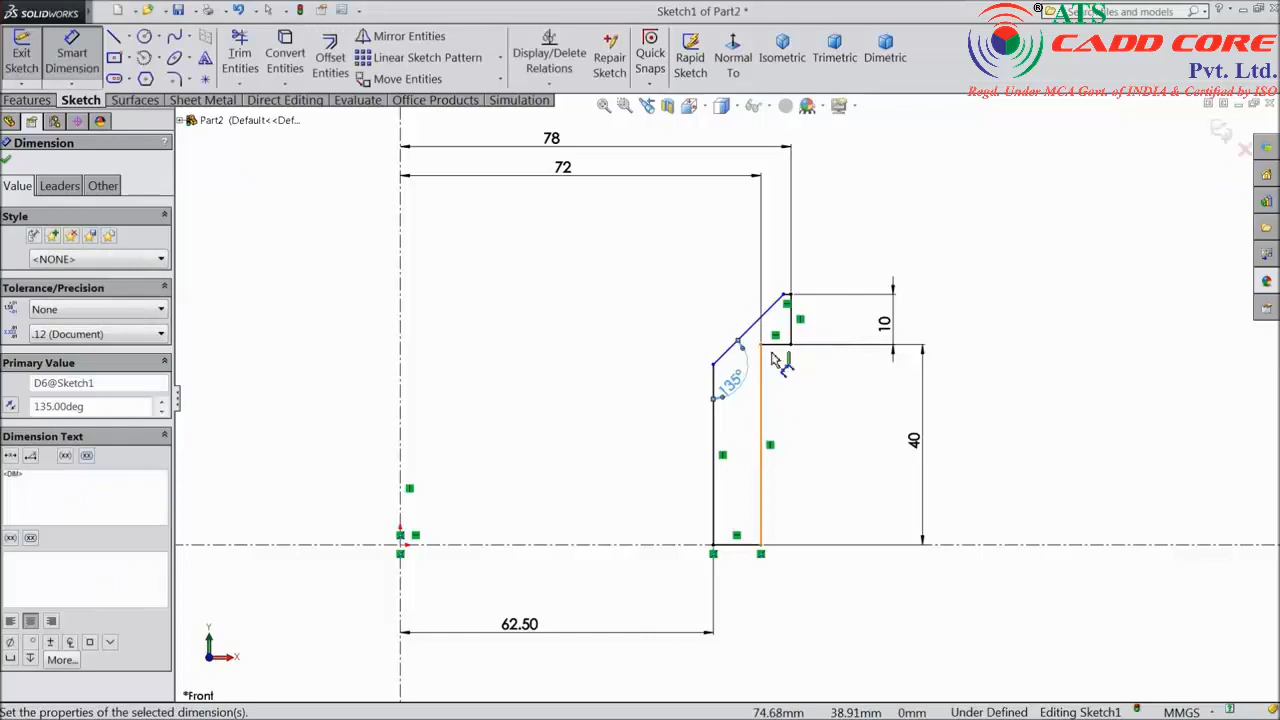 SOLIDWORKS
Sketch1 of Part2 *
Search files and models
®
ATS
CADD CORE
Pvt. Ltd.
Regd. Under MCA Govt. of INDIA & Certified by ISO
Exit Sketch
Smart Dimension
Trim Entities
Convert Entities
Offset Entities
Mirror Entities
Linear Sketch Pattern
Move Entities
Display/Delete Relations
Repair Sketch
Quick Snaps
Rapid Sketch
Normal To
Isometric
Trimetric
Dimetric
Features
Sketch
Surfaces
Sheet Metal
Direct Editing
Evaluate
Office Products
Simulation
Part2 (Default<<Def...
Dimension
?
Value
Leaders
Other
Style
<NONE>
Tolerance/Precision
None
.12 (Document)
Primary Value
D6@Sketch1
135.00deg
Dimension Text
<DIM>
More...
78
72
10
135°
40
62.50
Y
X
*Front
Set the properties of the selected dimension(s).
74.68mm
38.91mm
0mm
Under Defined
Editing Sketch1
MMGS